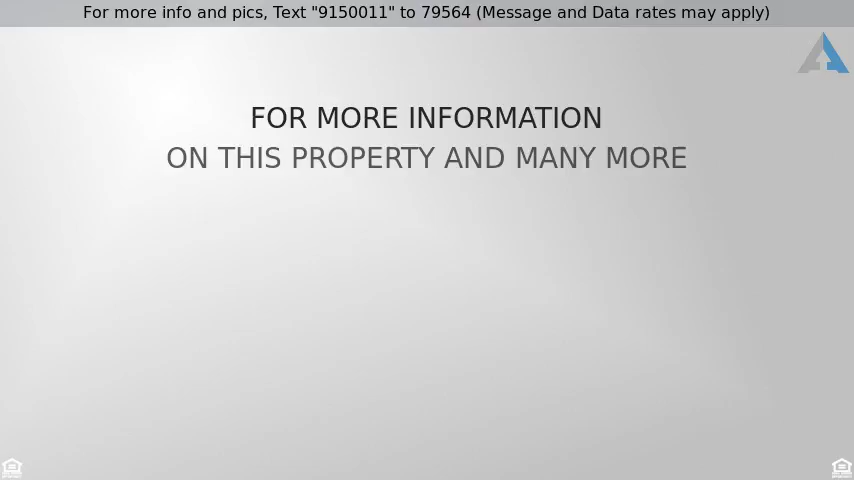 For more info and pics, Text "9150011" to 79564 (Message and Data rates may apply)
FOR MORE INFORMATION
ON THIS PROPERTY AND MANY MORE